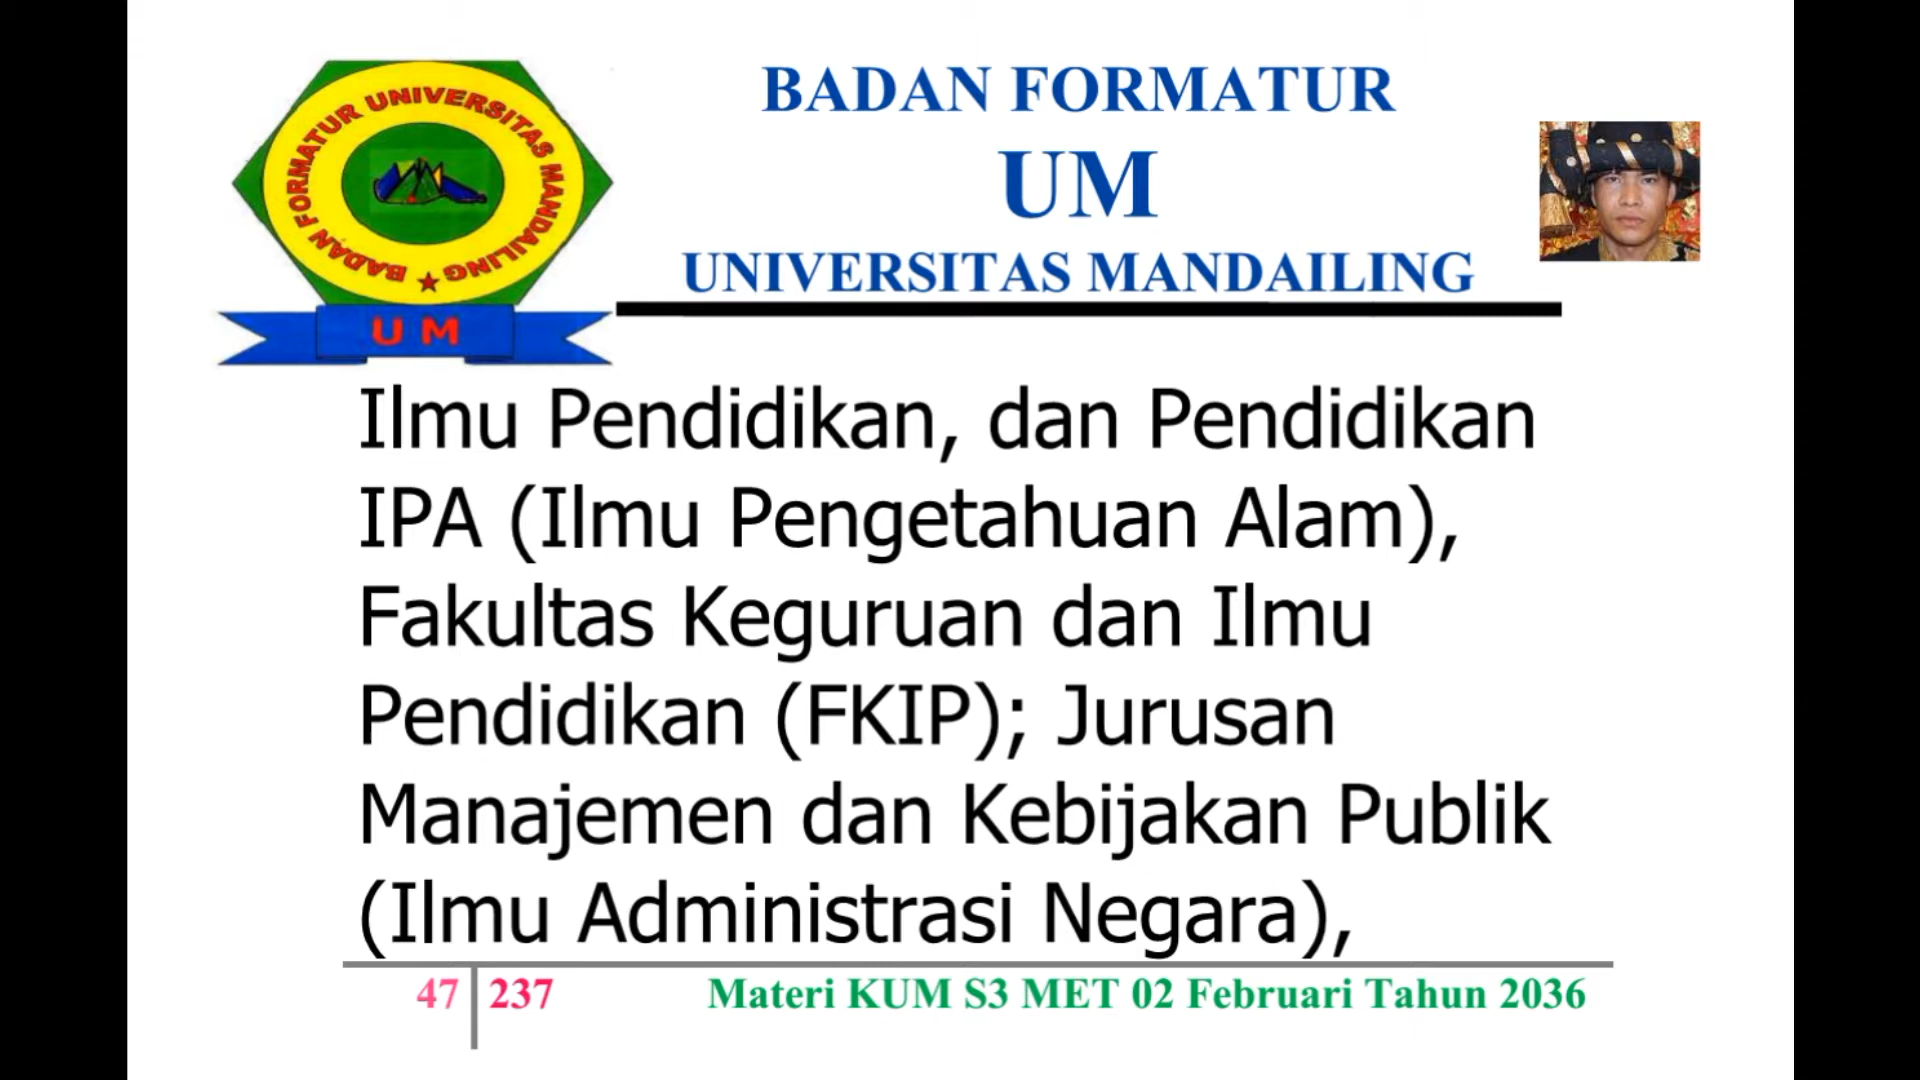 BADAN FORMATUR UNIVERSITAS MANDAILING
U M
BADAN FORMATUR
UM
UNIVERSITAS MANDAILING
Ilmu Pendidikan, dan Pendidikan
IPA (Ilmu Pengetahuan Alam),
Fakultas Keguruan dan Ilmu
Pendidikan (FKIP); Jurusan
Manajemen dan Kebijakan Publik
(Ilmu Administrasi Negara),
47 237 Materi KUM S3 MET 02 Februari Tahun 2036